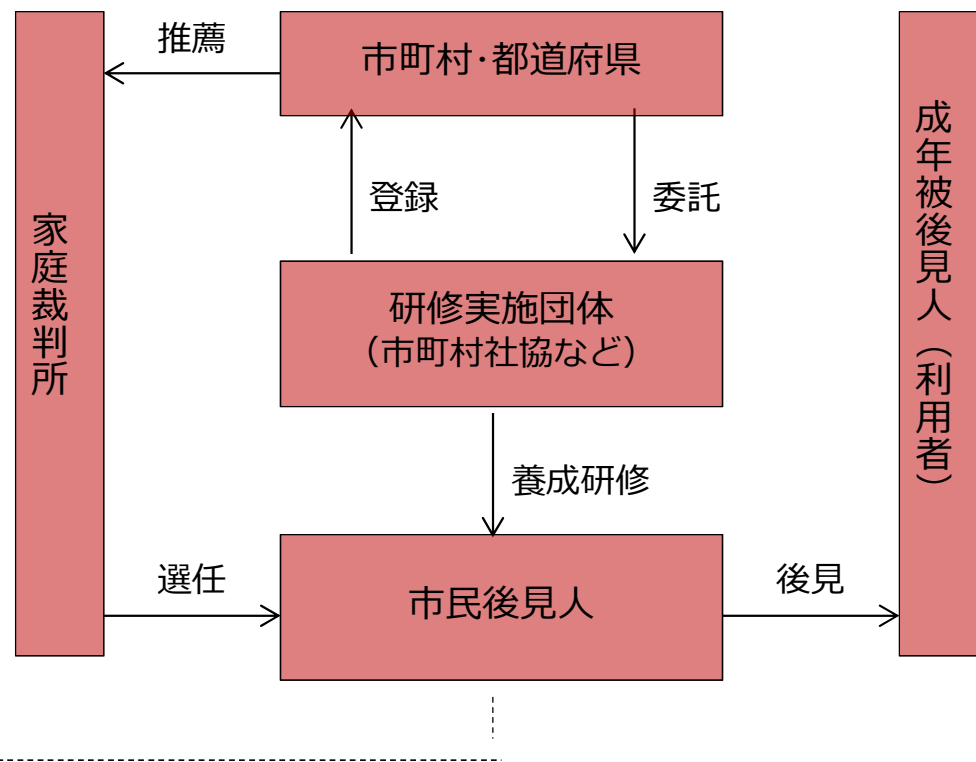 推薦
市町村・都道府県
登録
委託
家庭裁判所
研修実施団体
（市町村社協など）
成年被後見人（利用者）
養成研修
選任
市民後見人
後見